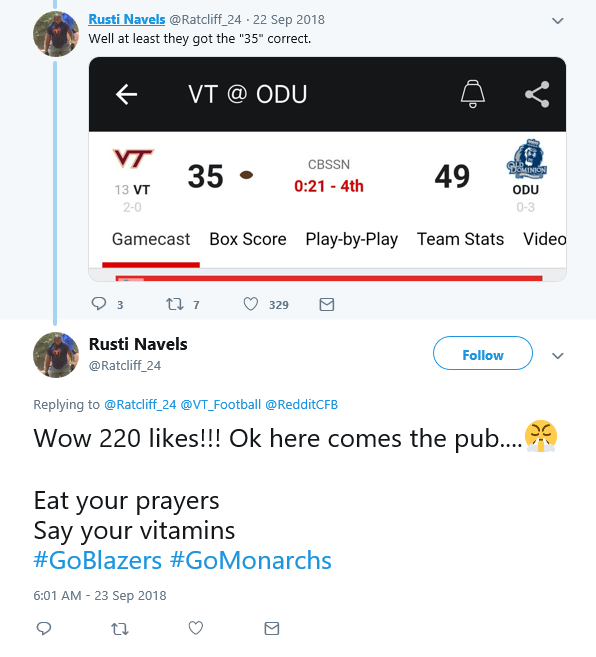 Rusti Navels @Ratcliff_24 · 22 Sep 2018
Well at least they got the "35" correct.
VT @ ODU
VT
35
CBSSN
0:21 - 4th
49
OLD DOMINION
13 VT
2-0
ODU
0-3
Gamecast Box Score Play-by-Play Team Stats Video
3 7 329
Rusti Navels
@Ratcliff_24
Follow
Replying to @Ratcliff_24 @VT_Football @RedditCFB
Wow 220 likes!!! Ok here comes the pub....😤
Eat your prayers
Say your vitamins
#GoBlazers #GoMonarchs
6:01 AM - 23 Sep 2018